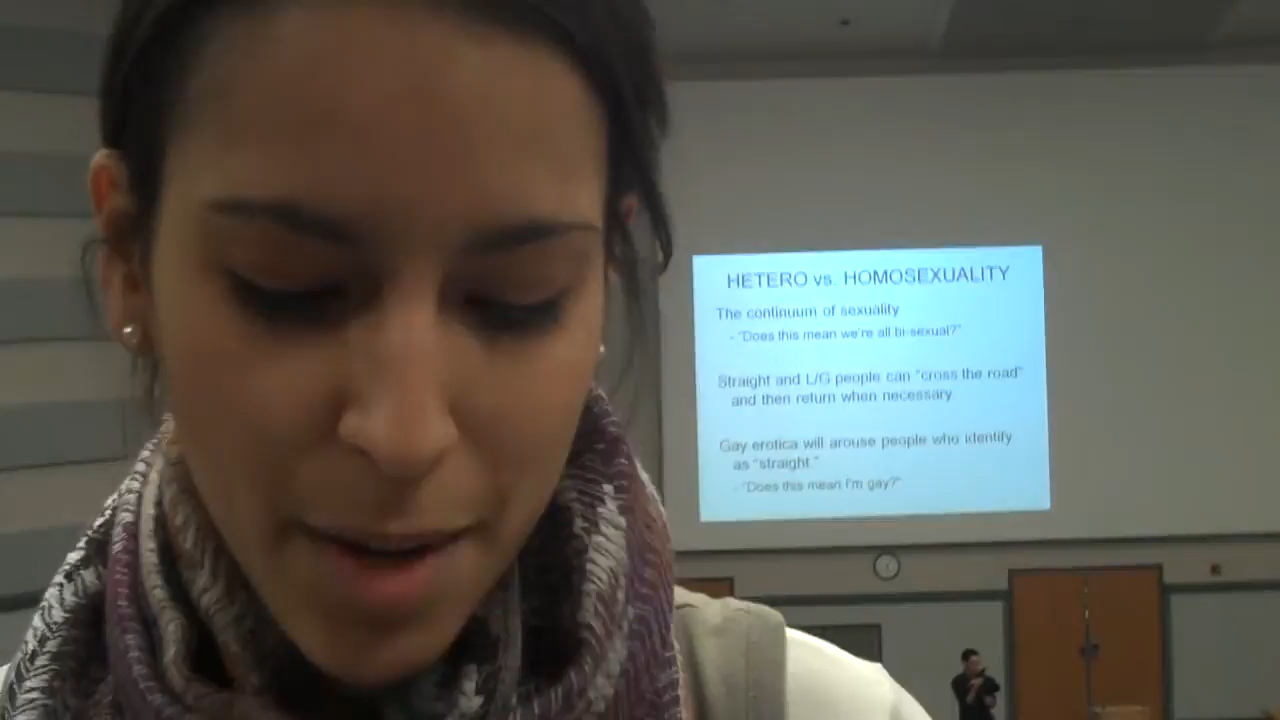 HETERO vs. HOMOSEXUALITY
The continuum of sexuality
- "Does this mean we're all bi-sexual?"
Straight and L/G people can "cross the road"
and then return when necessary
Gay erotica will arouse people who identify
as "straight."
- "Does this mean I'm gay?"